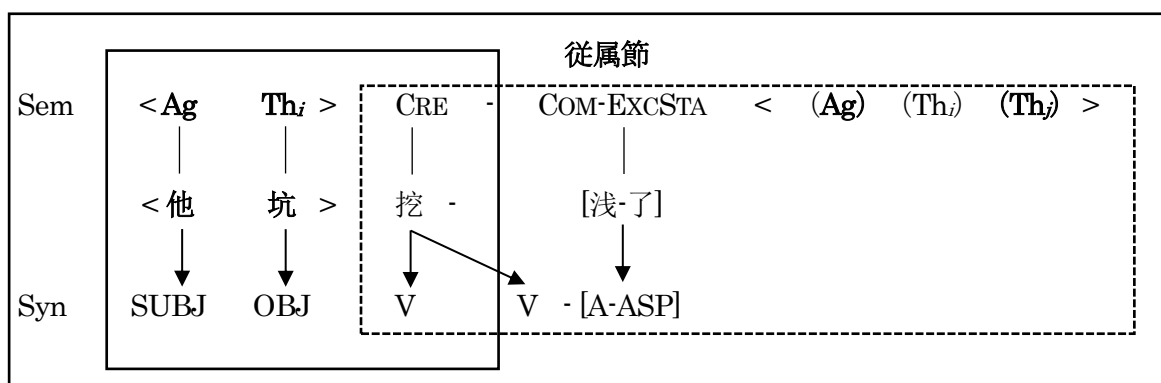 従属節
Sem <Ag Thi> CRE - COM-EXCSTA < (Ag) (Thi) (Thj) >
<他 坑> 挖 - [浅-了]
Syn SUBJ OBJ V V -[A-ASP]